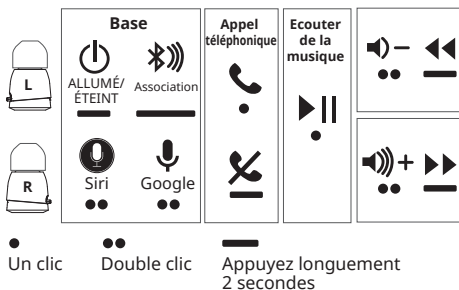 Base
Appel
téléphonique
Ecouter
de la
musique
L
ALLUMÉ/
ÉTEINT
Association
R
Siri
Google
Un clic
Double clic
Appuyez longuement
2 secondes